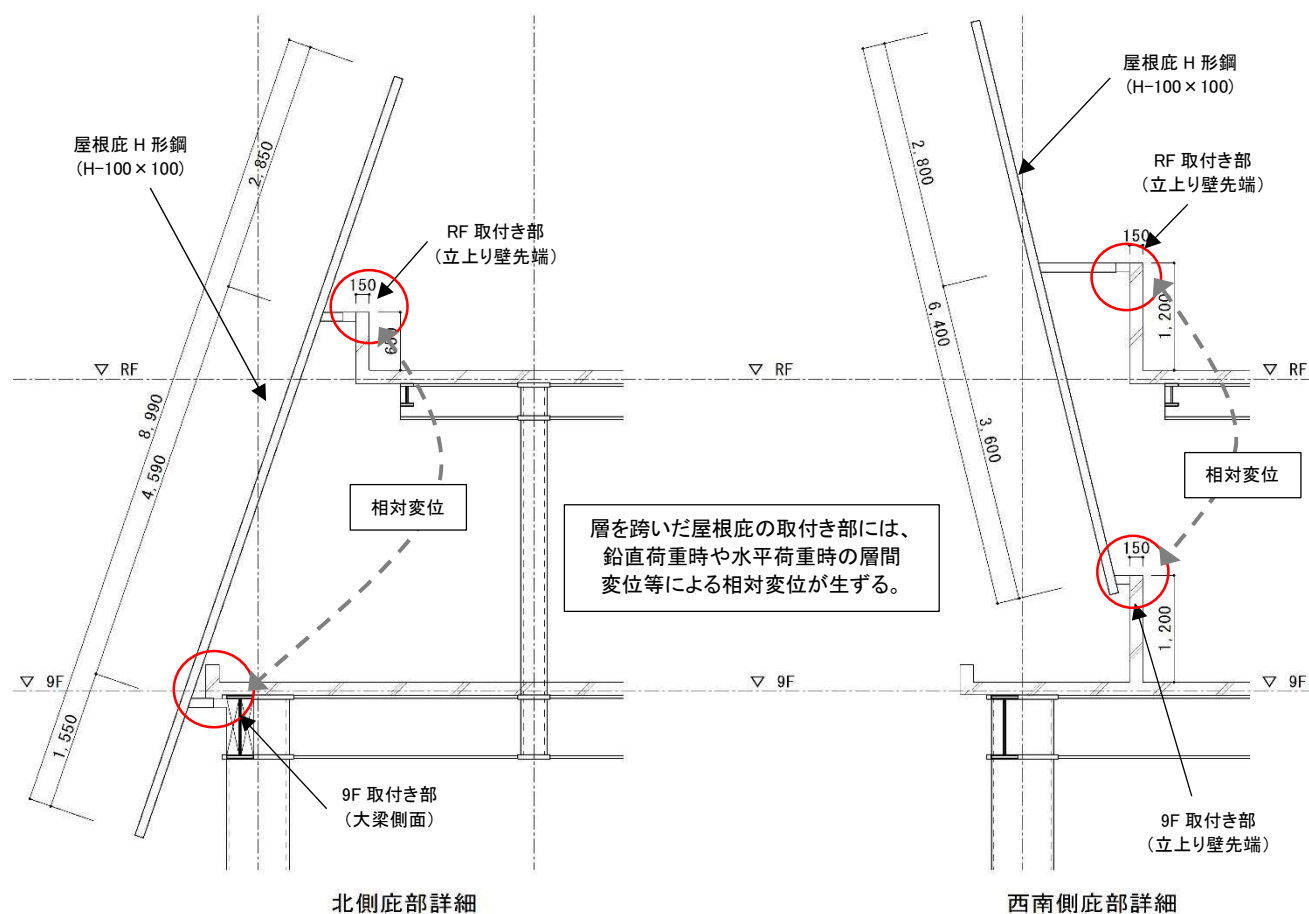 屋根庇 H 形鋼
(H-100×100)
2,850
8,990
4,590
1,550
RF 取付き部
(立上り壁先端)
150
▽ RF
相対変位
▽ 9F
9F 取付き部
(大梁側面)
北側庇部詳細
層を跨いだ屋根庇の取付き部には、
鉛直荷重時や水平荷重時の層間
変位等による相対変位が生ずる。
屋根庇 H 形鋼
(H-100×100)
2,800
6,400
3,600
RF 取付き部
(立上り壁先端)
150
1,200
▽ RF
▽ RF
相対変位
150
1,200
▽ 9F
▽ 9F
9F 取付き部
(立上り壁先端)
西南側庇部詳細